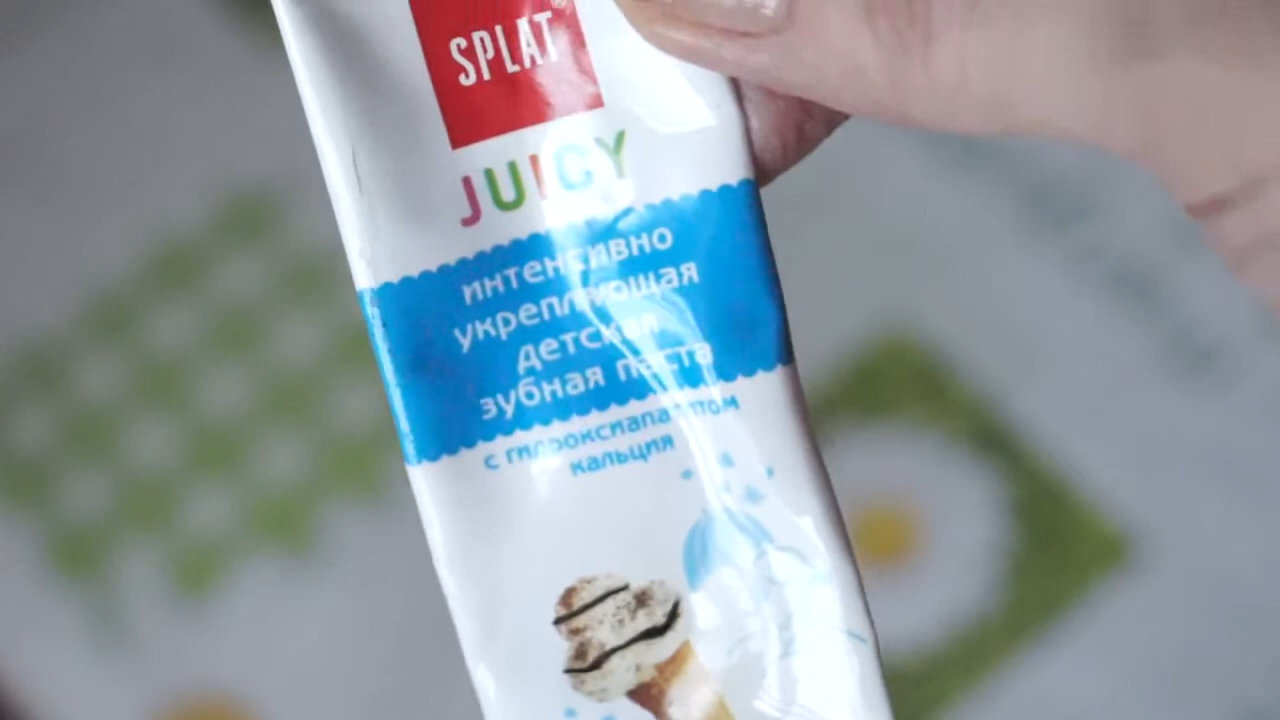 SPLAT®
JUICY
интенсивно
укрепляющая
детская
зубная паста
с гидроксиапатитом
кальция